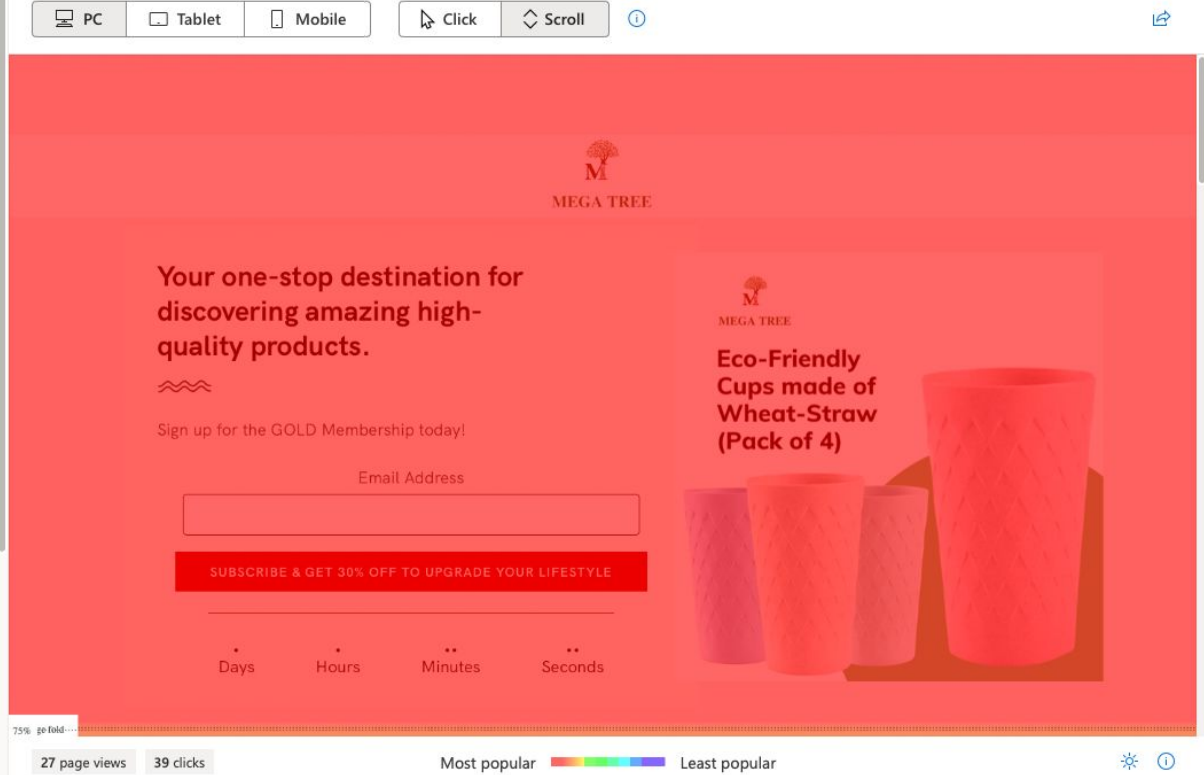 PC Tablet Mobile Click Scroll
M
MEGA TREE
Your one-stop destination for
discovering amazing high-
quality products.
Sign up for the GOLD Membership today!
Email Address
SUBSCRIBE & GET 30% OFF TO UPGRADE YOUR LIFESTYLE
Days Hours Minutes Seconds
M
MEGA TREE
Eco-Friendly
Cups made of
Wheat-Straw
(Pack of 4)
75% ge fold
27 page views 39 clicks Most popular Least popular